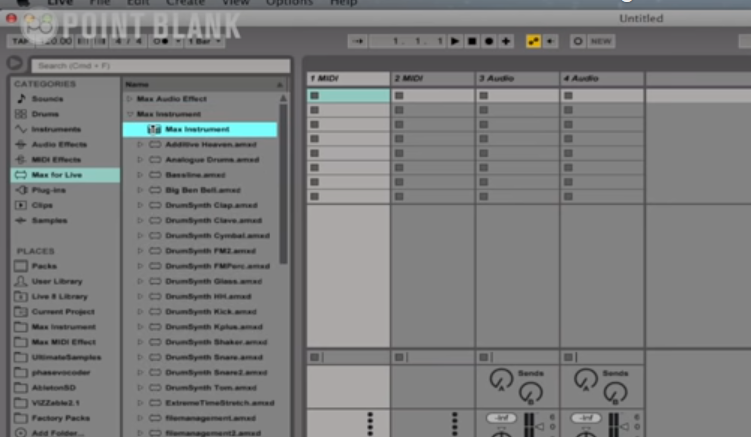 Live File Edit Create View Options Help
Untitled
POINT BLANK
TAP 120.00 4 / 4 1 Bar 1. 1. 1 NEW
Search (Cmd + F)
CATEGORIES
Sounds
Drums
Instruments
Audio Effects
MIDI Effects
Max for Live
Plug-ins
Clips
Samples
PLACES
Packs
User Library
Live 8 Library
Current Project
Max Instrument
Max MIDI Effect
UltimateSamples
phasevocoder
AbletonSD
VIZZable2.1
Factory Packs
Add Folder...
Name
Max Audio Effect
Max Instrument
Max Instrument
Additive Heaven.amxd
Analogue Drums.amxd
Bassline.amxd
Big Ben Bell.amxd
DrumSynth Clap.amxd
DrumSynth Clave.amxd
DrumSynth Cymbal.amxd
DrumSynth FM2.amxd
DrumSynth FMPerc.amxd
DrumSynth Glass.amxd
DrumSynth HH.amxd
DrumSynth Kick.amxd
DrumSynth Kplus.amxd
DrumSynth Shaker.amxd
DrumSynth Snare.amxd
DrumSynth Snare2.amxd
DrumSynth Tom.amxd
ExtremeTimeStretch.amxd
filemanagement.amxd
filemanagement2.amxd
1 MIDI 2 MIDI 3 Audio 4 Audio
Sends Sends
A B A B
-inf -inf